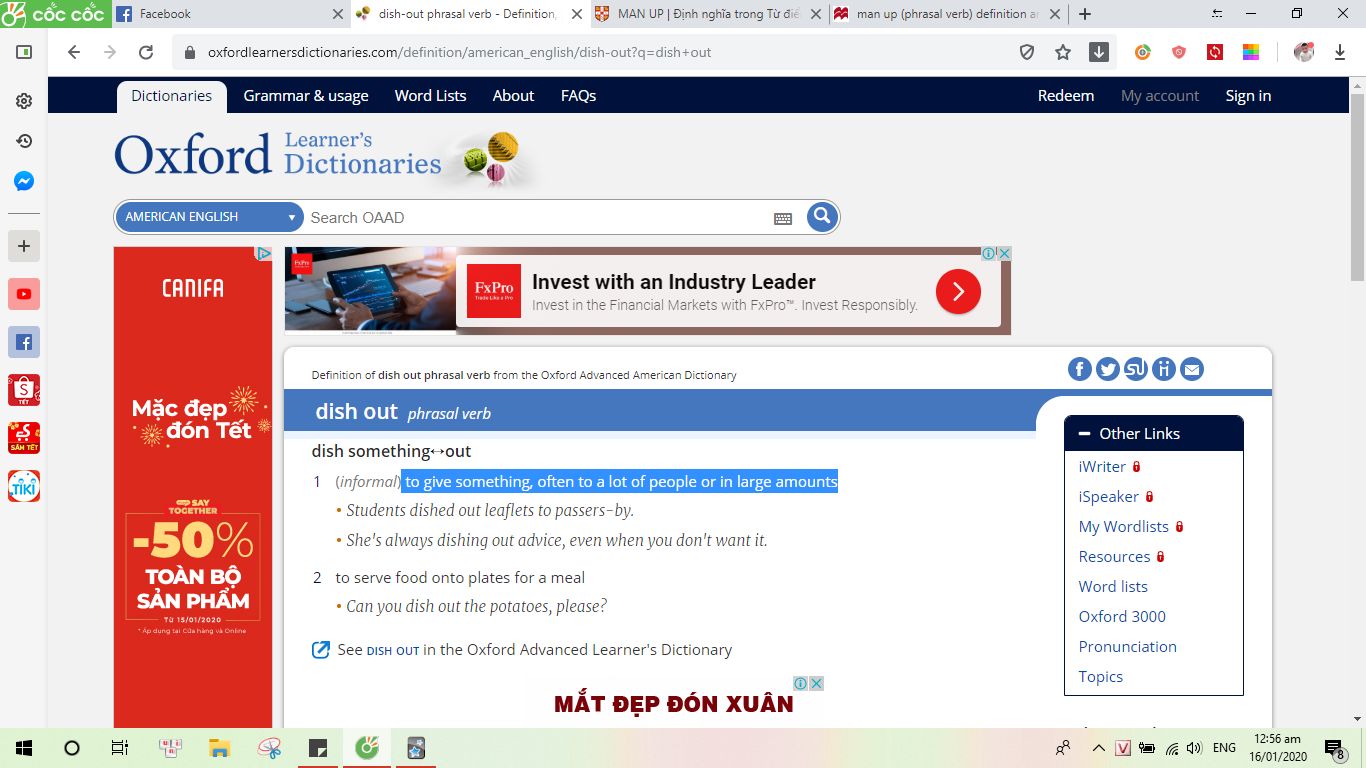 CỐC CỐC
Facebook
dish-out phrasal verb - Definition,
MAN UP | Định nghĩa trong Từ điể
man up (phrasal verb) definition an
oxfordlearnersdictionaries.com/definition/american_english/dish-out?q=dish+out
Dictionaries
Grammar & usage
Word Lists
About
FAQs
Redeem
My account
Sign in
Oxford Learner's Dictionaries
AMERICAN ENGLISH
Search OAAD
CANIFA
Mặc đẹp
đón Tết
SAY
TOGETHER
-50%
TOÀN BỘ
SẢN PHẨM
Từ 15/01/2020
* Áp dụng tại Cửa hàng và Online
FxPro
FxPro
Trade Like a Pro
Invest with an Industry Leader
Invest in the Financial Markets with FxPro™. Invest Responsibly.
Definition of dish out phrasal verb from the Oxford Advanced American Dictionary
dish out phrasal verb
dish something↔out
1 (informal) to give something, often to a lot of people or in large amounts
• Students dished out leaflets to passers-by.
• She's always dishing out advice, even when you don't want it.
2 to serve food onto plates for a meal
• Can you dish out the potatoes, please?
See DISH OUT in the Oxford Advanced Learner's Dictionary
MẮT ĐẸP ĐÓN XUÂN
Other Links
iWriter
iSpeaker
My Wordlists
Resources
Word lists
Oxford 3000
Pronunciation
Topics
TẾT
SẮM TẾT
TIKI
ENG
12:56 am
16/01/2020
8